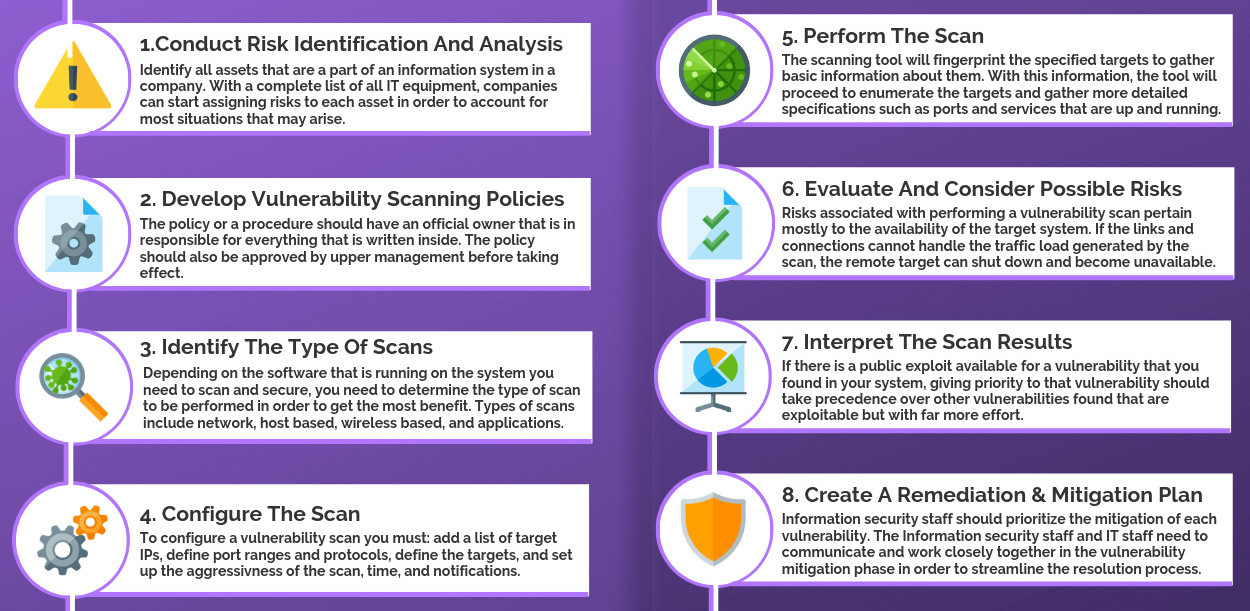 1.Conduct Risk Identification And Analysis
Identify all assets that are a part of an information system in a
company. With a complete list of all IT equipment, companies
can start assigning risks to each asset in order to account for
most situations that may arise.
2. Develop Vulnerability Scanning Policies
The policy or a procedure should have an official owner that is in
responsible for everything that is written inside. The policy
should also be approved by upper management before taking
effect.
3. Identify The Type Of Scans
Depending on the software that is running on the system you
need to scan and secure, you need to determine the type of scan
to be performed in order to get the most benefit. Types of scans
include network, host based, wireless based, and applications.
4. Configure The Scan
To configure a vulnerability scan you must: add a list of target
IPs, define port ranges and protocols, define the targets, and set
up the aggressivness of the scan, time, and notifications.
5. Perform The Scan
The scanning tool will fingerprint the specified targets to gather
basic information about them. With this information, the tool will
proceed to enumerate the targets and gather more detailed
specifications such as ports and services that are up and running.
6. Evaluate And Consider Possible Risks
Risks associated with performing a vulnerability scan pertain
mostly to the availability of the target system. If the links and
connections cannot handle the traffic load generated by the
scan, the remote target can shut down and become unavailable.
7. Interpret The Scan Results
If there is a public exploit available for a vulnerability that you
found in your system, giving priority to that vulnerability should
take precedence over other vulnerabilities found that are
exploitable but with far more effort.
8. Create A Remediation & Mitigation Plan
Information security staff should prioritize the mitigation of each
vulnerability. The Information security staff and IT staff need to
communicate and work closely together in the vulnerability
mitigation phase in order to streamline the resolution process.